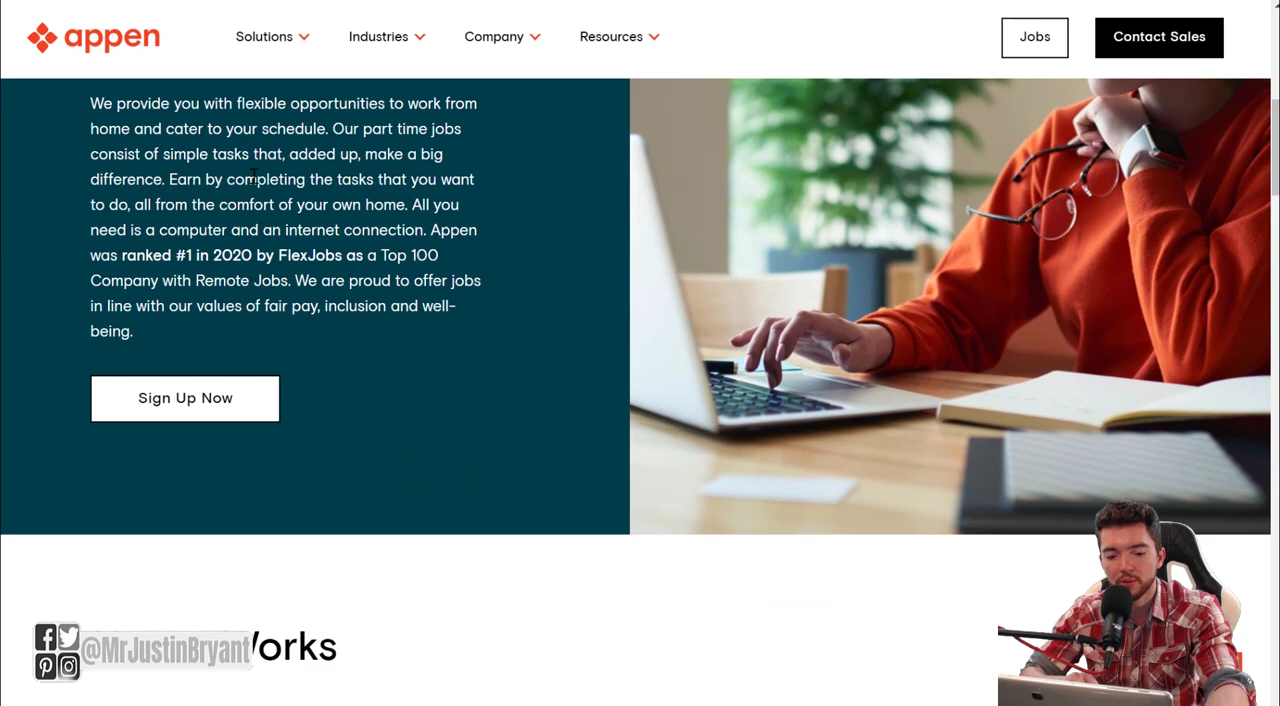 appen
Solutions
Industries
Company
Resources
Jobs
Contact Sales
We provide you with flexible opportunities to work from
home and cater to your schedule. Our part time jobs
consist of simple tasks that, added up, make a big
difference. Earn by completing the tasks that you want
to do, all from the comfort of your own home. All you
need is a computer and an internet connection. Appen
was ranked #1 in 2020 by FlexJobs as a Top 100
Company with Remote Jobs. We are proud to offer jobs
in line with our values of fair pay, inclusion and well-
being.
Sign Up Now
@MrJustinBryant